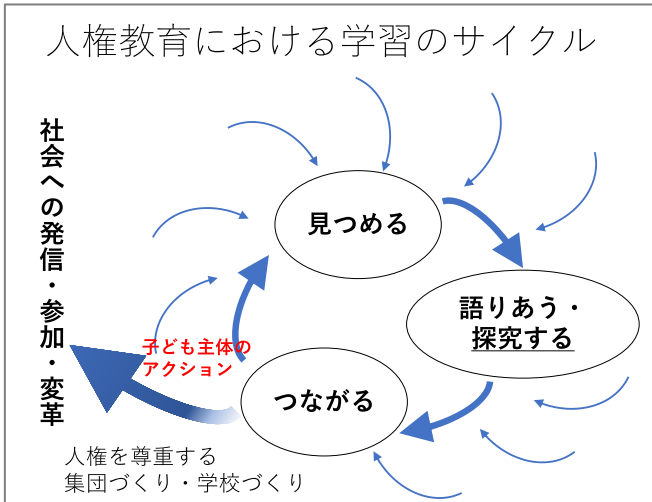 人権教育における学習のサイクル
社会への発信・参加・変革
見つめる
語りあう・
探究する
子ども主体の
アクション
つながる
人権を尊重する
集団づくり・学校づくり